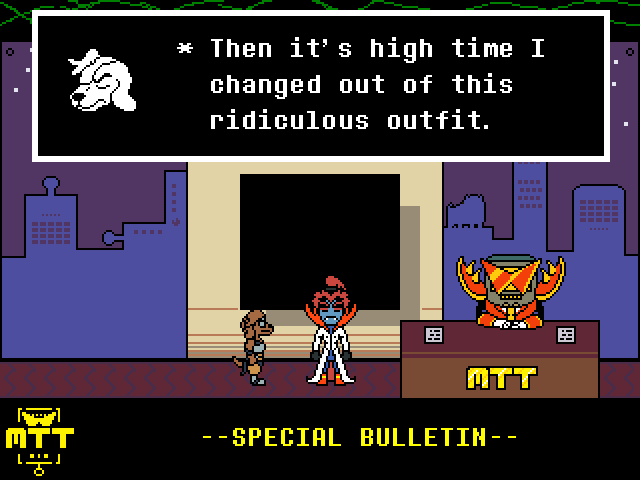 * Then it's high time I
changed out of this
ridiculous outfit.
MTT
MTT
--SPECIAL BULLETIN--